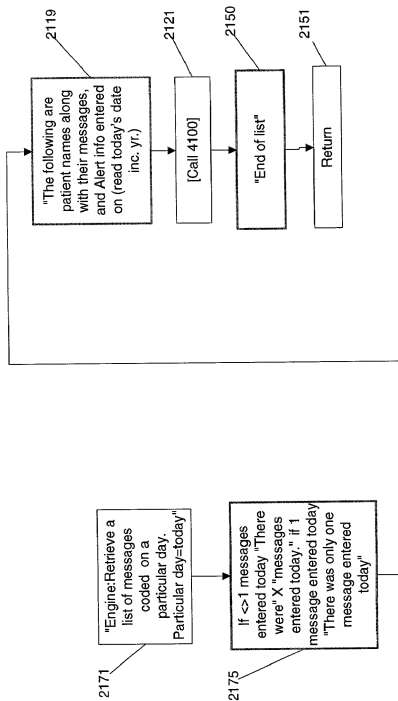 2119
"The following are
patient names along
with their messages,
and Alert info entered
on (read today's date
inc. yr.)
2121
[Call 4100]
2150
"End of list"
2151
Return
"Engine:Retrieve a
list of messages
coded on a
particular day.
Particular day=today"
2171
If <>1 messages
entered today "There
were" X "messages
entered today." if 1
message entered today
"There was only one
message entered
today"
2175